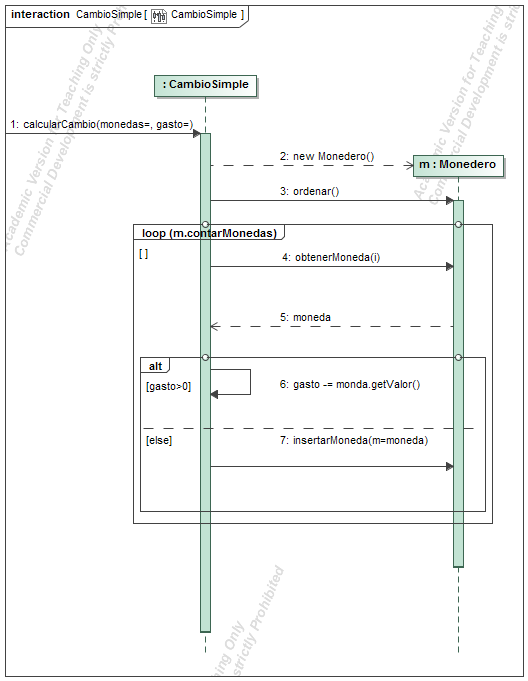 interaction CambioSimple [ CambioSimple ]
: CambioSimple
1: calcularCambio(monedas=, gasto=)
2: new Monedero()
m : Monedero
3: ordenar()
loop (m.contarMonedas)
[ ]
4: obtenerMoneda(i)
5: moneda
alt
[gasto>0]
6: gasto -= monda.getValor()
[else]
7: insertarMoneda(m=moneda)
Academic Version for Teaching Only
Commercial Development is strictly Prohibited
Academic Version for Teaching Only
Commercial Development is strictly
ning Only
strictly Prohibited